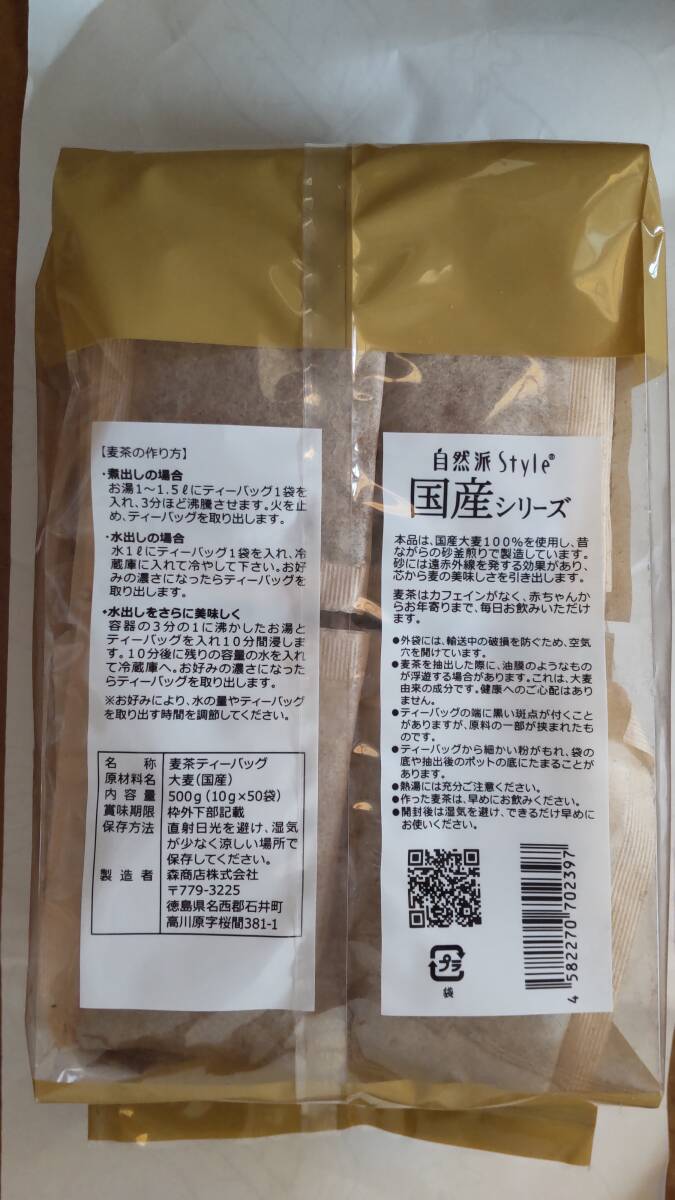 【麦茶の作り方】
・煮出しの場合
お湯1～1.5ℓにティーバッグ1袋を
入れ、3分ほど沸騰させます。火を止
め、ティーバッグを取り出します。
・水出しの場合
水1ℓにティーバッグ1袋を入れ、冷
蔵庫に入れて冷やして下さい。お好
みの濃さになったらティーバッグを
取り出します。
・水出しをさらに美味しく
容器の3分の1に沸かしたお湯と
ティーバッグを入れ10分間浸しま
す。10分後に残りの容量の水を入れ
て冷蔵庫へ。お好みの濃さになった
らティーバッグを取り出します。
※お好みにより、水の量やティーバッグ
を取り出す時間を調節してください。
名称 麦茶ティーバッグ
原材料名 大麦（国産）
内容量 500g（10g×50袋）
賞味期限 枠外下部記載
保存方法 直射日光を避け、湿気
が少なく涼しい場所で
保存してください。
製造者 森商店株式会社
〒779-3225
徳島県名西郡石井町
高川原字桜間381-1
自然派 Style®
国産シリーズ
本品は、国産大麦100%を使用し、昔
ながらの砂釜煎りで製造しています。
砂には遠赤外線を発する効果があり、
芯から麦の美味しさを引き出します。
麦茶はカフェインがなく、赤ちゃんか
らお年寄りまで、毎日お飲みいただけ
ます。
●外袋には、輸送中の破損を防ぐため、空気
穴を開けています。
●麦茶を抽出した際に、油膜のようなもの
が浮遊する場合があります。これは、大麦
由来の成分です。健康へのご心配はあり
ません。
●ティーバッグの端に黒い斑点が付くこと
がありますが、原料の一部が挟まれたも
のです。
●ティーバッグから細かい粉がもれ、袋の
底や抽出後のポットの底にたまることが
あります。
●熱湯には充分ご注意ください。
●作った麦茶は、早めにお飲みください。
●開封後は湿気を避け、できるだけ早めに
お使いください。
プラ
袋
4 582270 702397